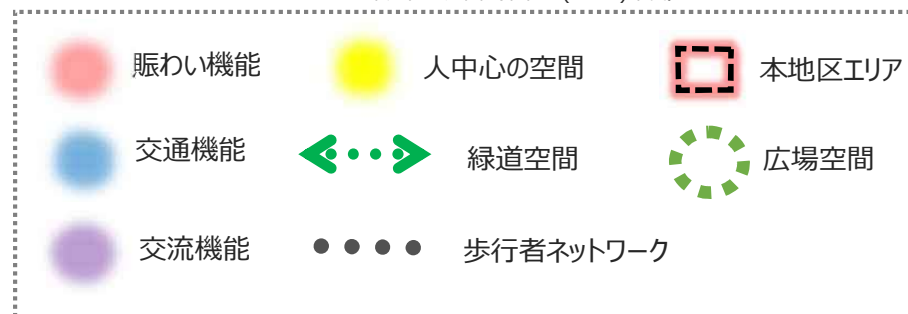 賑わい機能 人中心の空間 本地区エリア
交通機能 緑道空間 広場空間
交流機能 歩行者ネットワーク